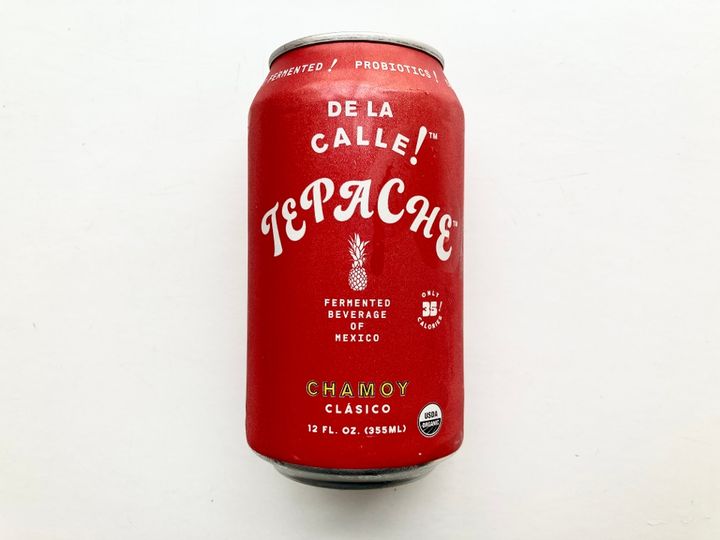 FERMENTED! PROBIOTICS!
DE LA
CALLE!™
TEPACHE™
FERMENTED
BEVERAGE
OF
MEXICO
ONLY
35!
CALORIES
CHAMOY
CLÁSICO
12 FL. OZ. (355ML)
USDA
ORGANIC